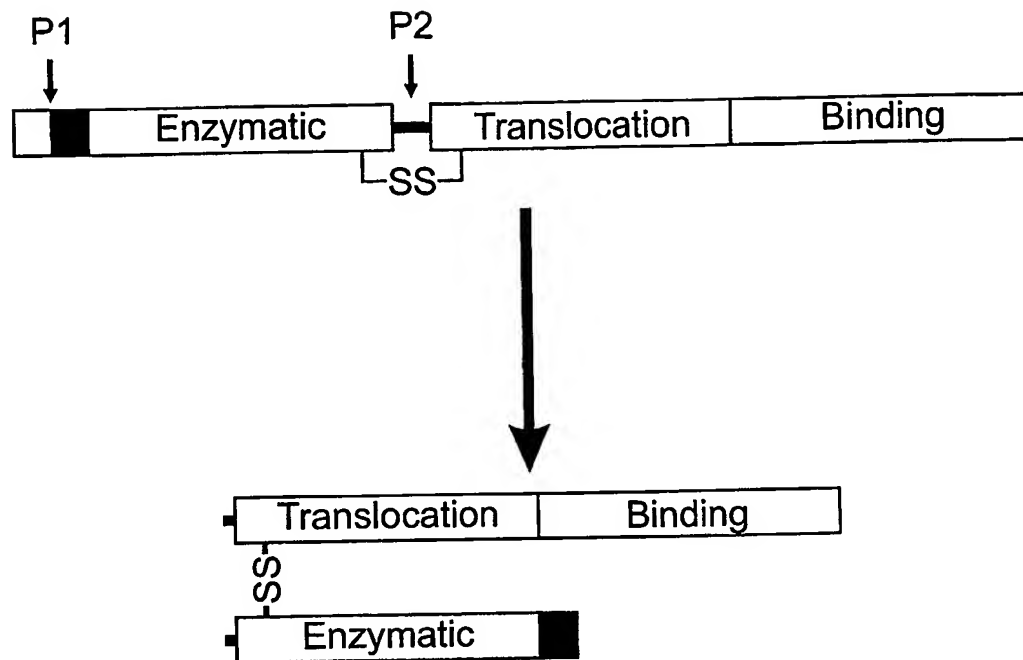 P1 P2
Enzymatic Translocation Binding
SS
Translocation Binding
SS
Enzymatic